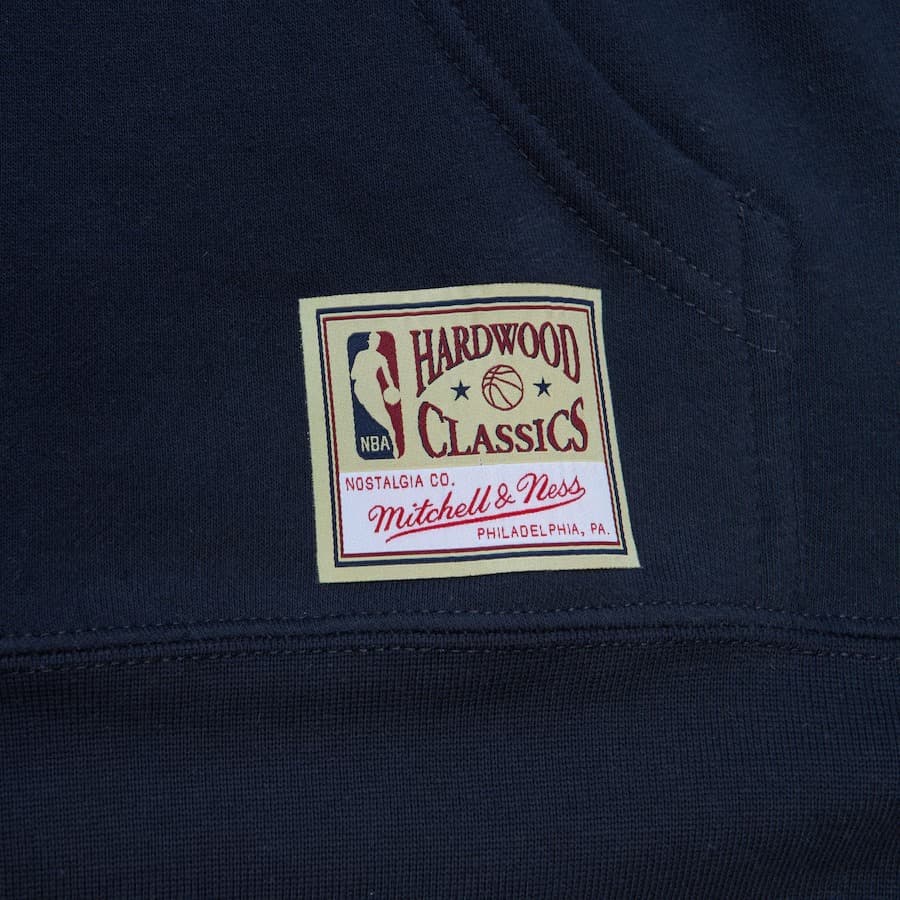 HARDWOOD
CLASSICS
NBA
NOSTALGIA CO.
Mitchell & Ness
PHILADELPHIA, PA.